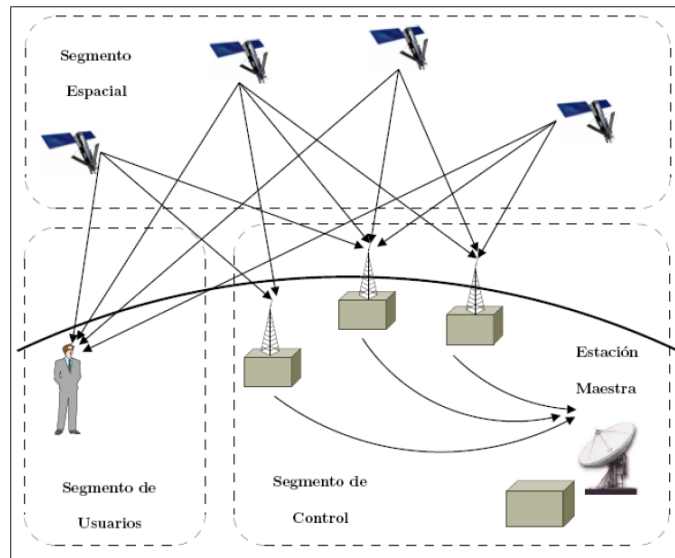 Segmento
Espacial
Estación
Maestra
Segmento de
Usuarios
Segmento de
Control